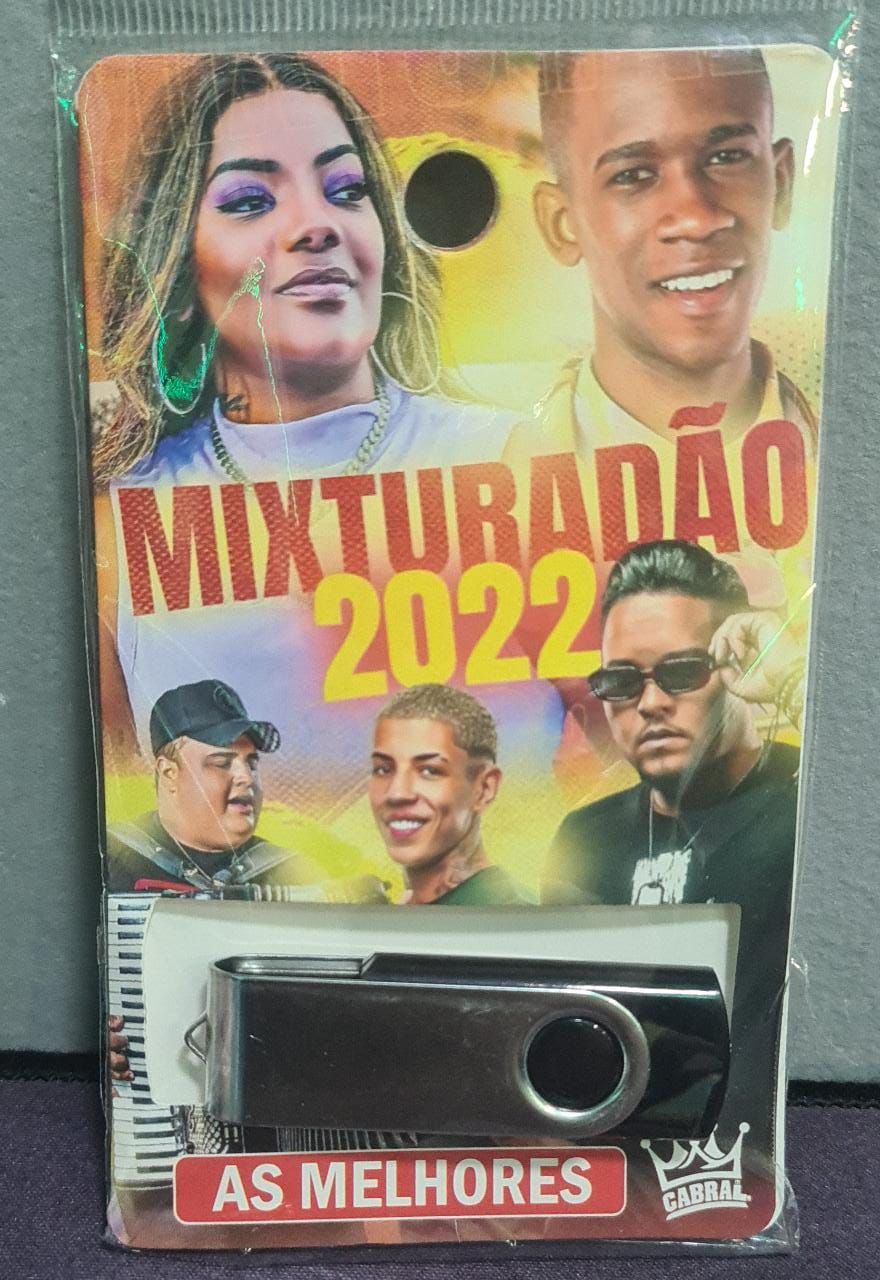 MIXTURADÃO
2022
AS MELHORES
CABRAL